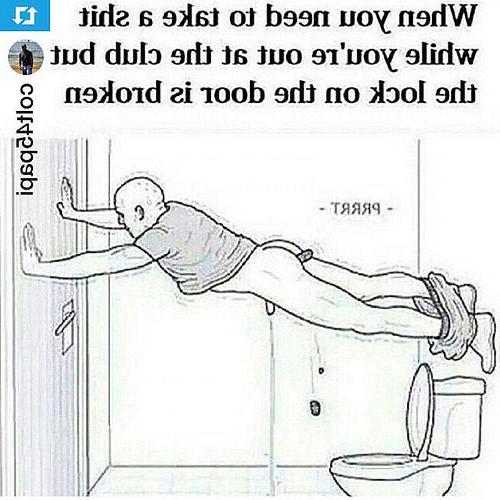 When you need to take a shit
while you're out at the club but
the lock on the door is broken
colt45papi
- PRRRT -